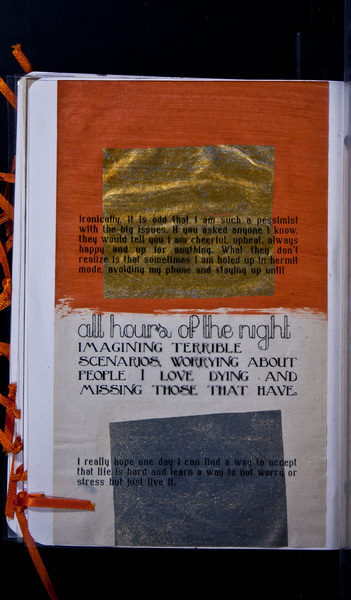 Ironically, it is odd that I am such a pessimist
with the big issues. If you asked anyone I know,
they would tell you I am cheerful, upbeat, always
happy and up for anything. What they don't
realize is that sometimes I am holed up in hermit
mode, avoiding my phone and staying up until
all hours of the night
IMAGINING TERRIBLE
SCENARIOS, WORRYING ABOUT
PEOPLE I LOVE DYING AND
MISSING THOSE THAT HAVE.
I really hope one day I can find a way to accept
that life is hard and learn a way to not worry or
stress but just live it.